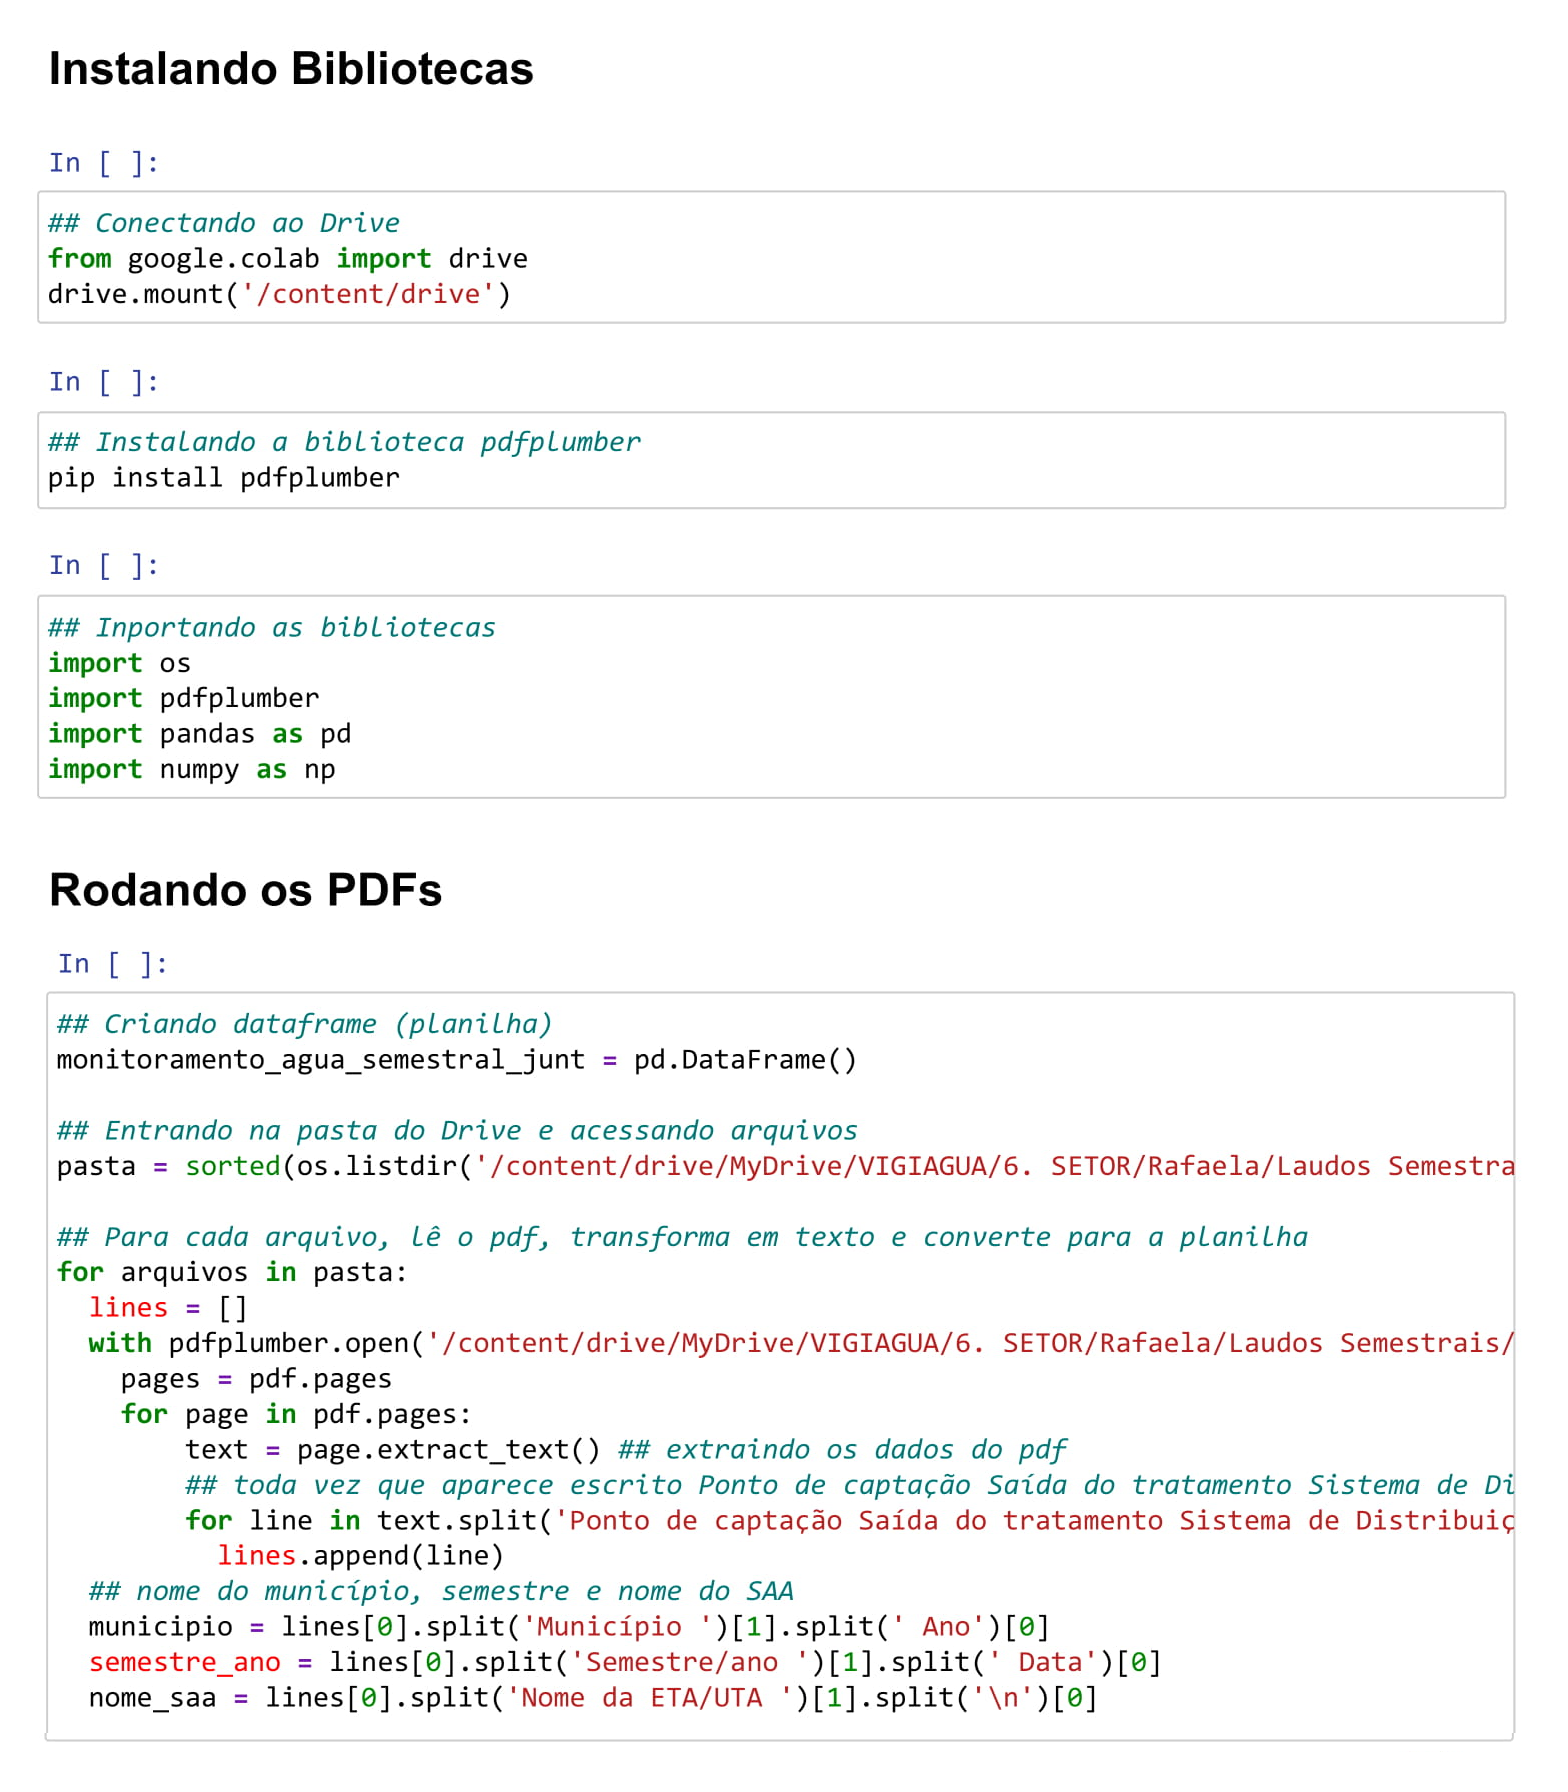 Instalando Bibliotecas
In [ ]:
## Conectando ao Drive
from google.colab import drive
drive.mount('/content/drive')
In [ ]:
## Instalando a biblioteca pdfplumber
pip install pdfplumber
In [ ]:
## Inportando as bibliotecas
import os
import pdfplumber
import pandas as pd
import numpy as np
Rodando os PDFs
In [ ]:
## Criando dataframe (planilha)
monitoramento_agua_semestral_junt = pd.DataFrame()
## Entrando na pasta do Drive e acessando arquivos
pasta = sorted(os.listdir('/content/drive/MyDrive/VIGIAGUA/6. SETOR/Rafaela/Laudos Semestra
## Para cada arquivo, lê o pdf, transforma em texto e converte para a planilha
for arquivos in pasta:
lines = []
with pdfplumber.open('/content/drive/MyDrive/VIGIAGUA/6. SETOR/Rafaela/Laudos Semestrais/
pages = pdf.pages
for page in pdf.pages:
text = page.extract_text() ## extraindo os dados do pdf
## toda vez que aparece escrito Ponto de captação Saída do tratamento Sistema de Di
for line in text.split('Ponto de captação Saída do tratamento Sistema de Distribuiç
lines.append(line)
## nome do município, semestre e nome do SAA
municipio = lines[0].split('Município ')[1].split(' Ano')[0]
semestre_ano = lines[0].split('Semestre/ano ')[1].split(' Data')[0]
nome_saa = lines[0].split('Nome da ETA/UTA ')[1].split('\n')[0]